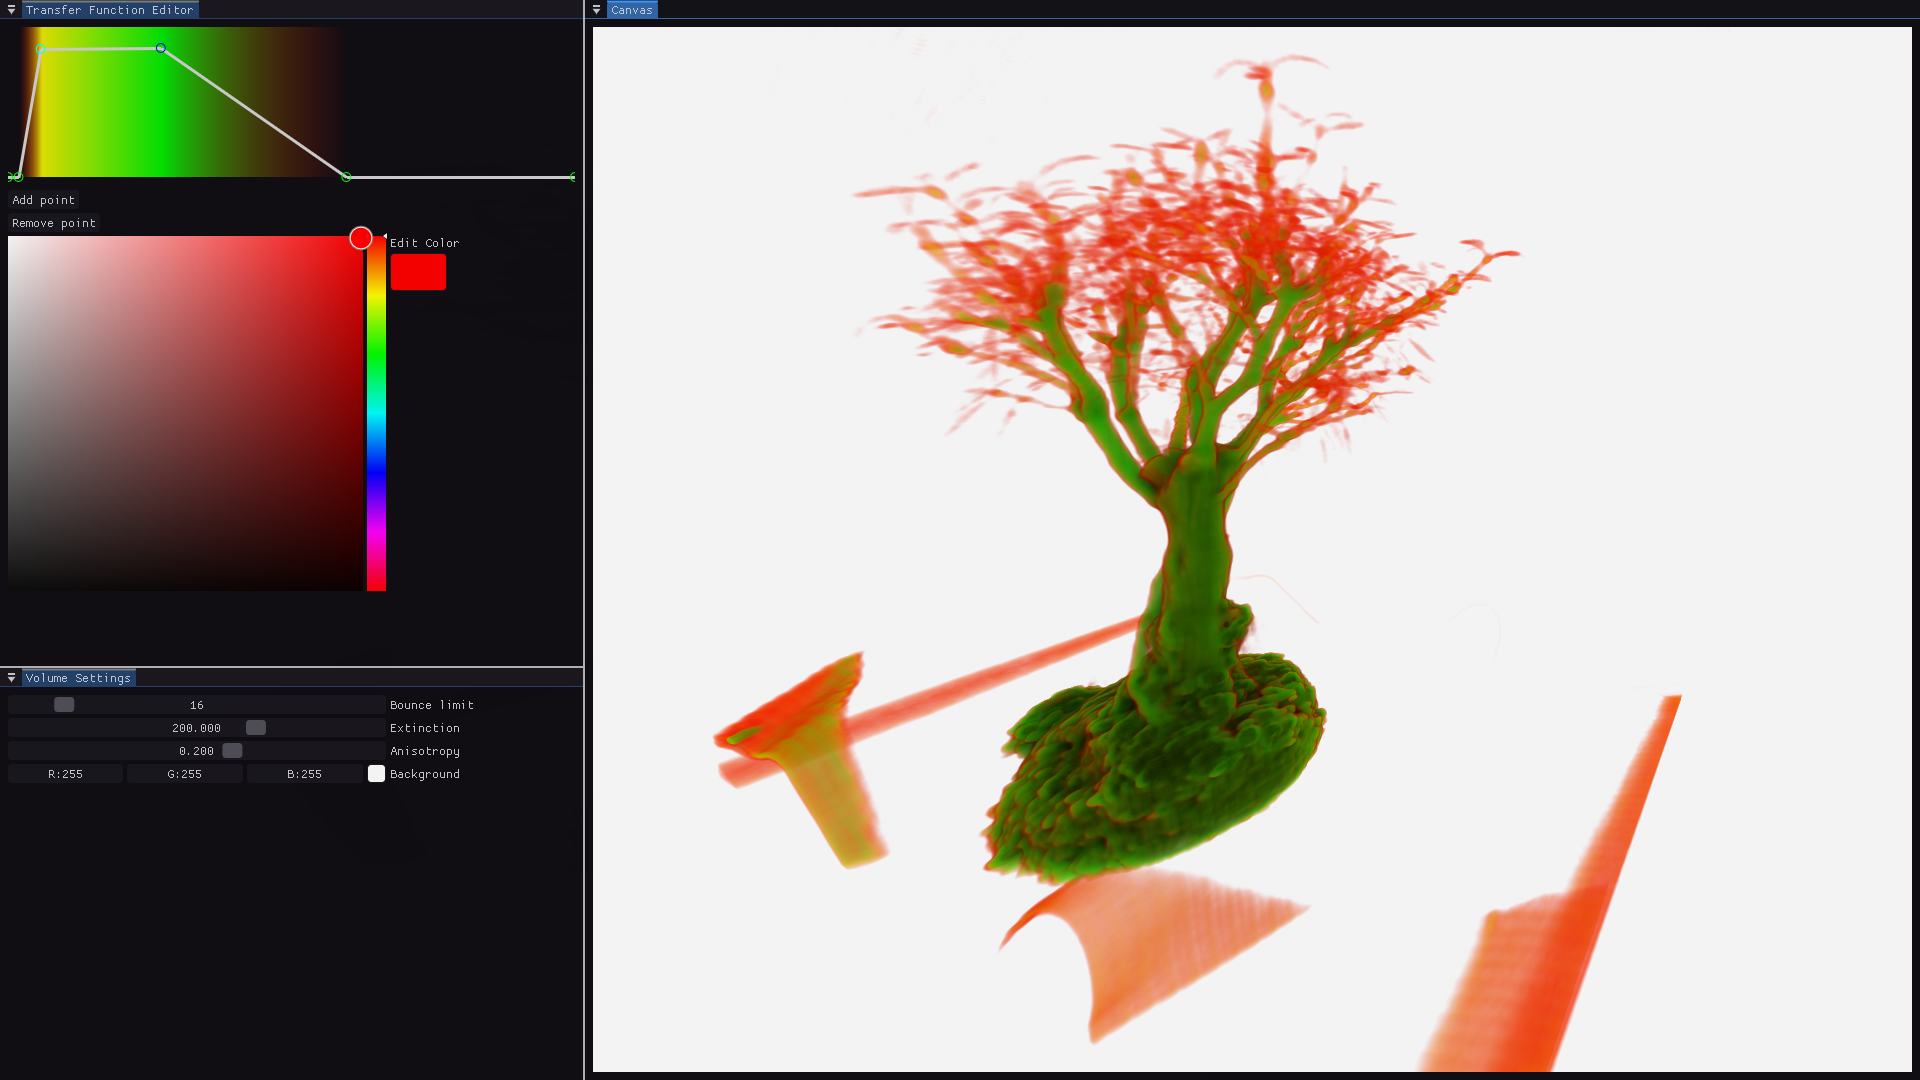 Transfer Function Editor
Canvas
Add point
Remove point
Edit Color
Volume Settings
16 Bounce limit
200.000 Extinction
0.200 Anisotropy
R:255 G:255 B:255 Background